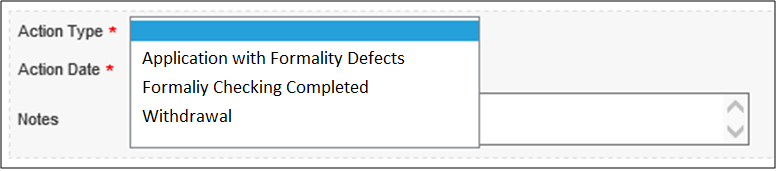 Action Type *
Application with Formality Defects
Action Date *
Formaliy Checking Completed
Withdrawal
Notes